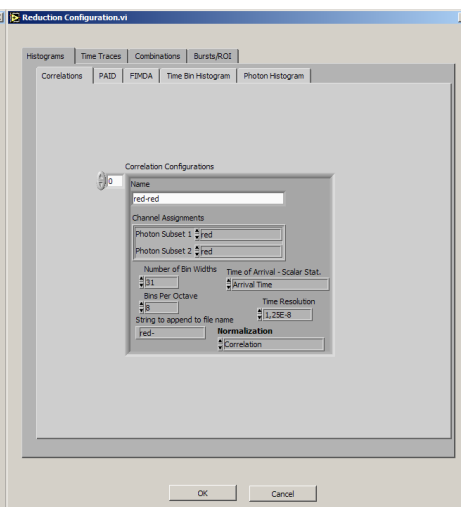 Reduction Configuration.vi
Histograms Time Traces Combinations Bursts/ROI
Correlations PAID FIMDA Time Bin Histogram Photon Histogram
Correlation Configurations
0
Name
red-red
Channel Assignments
Photon Subset 1 red
Photon Subset 2 red
Number of Bin Widths Time of Arrival - Scalar Stat.
31 Arrival Time
Bins Per Octave Time Resolution
8 1,25E-8
String to append to file name
red- Normalization
Correlation
OK Cancel